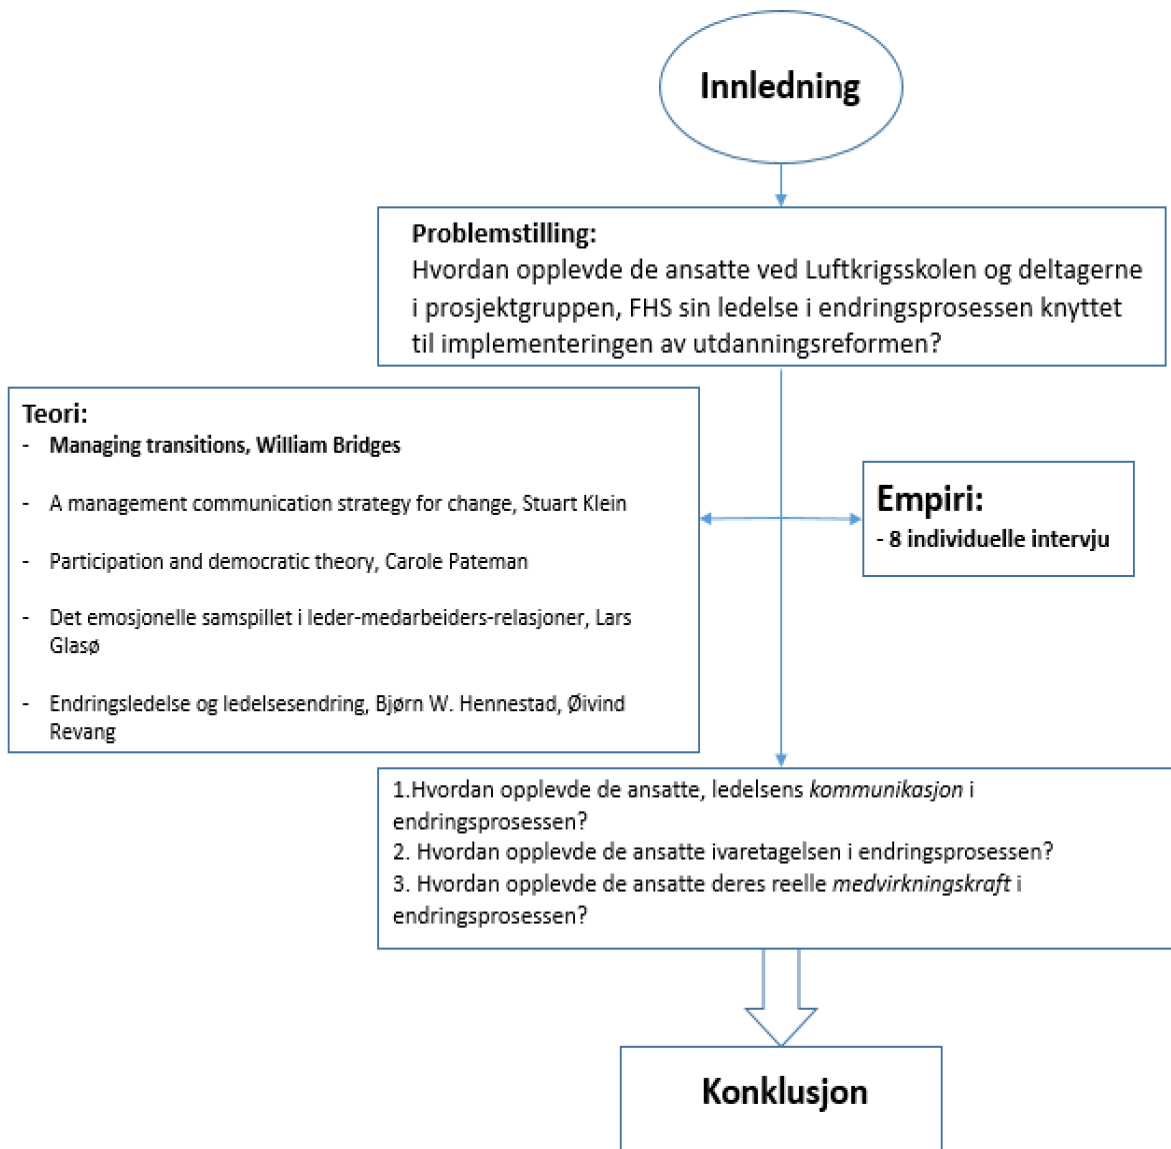 Innledning
Problemstilling:
Hvordan opplevde de ansatte ved Luftkrigsskolen og deltagerne
i prosjektgruppen, FHS sin ledelse i endringsprosessen knyttet
til implementeringen av utdanningsreformen?
Teori:
- Managing transitions, William Bridges
- A management communication strategy for change, Stuart Klein
- Participation and democratic theory, Carole Pateman
- Det emosjonelle samspillet i leder-medarbeiders-relasjoner, Lars
Glasø
- Endringsledelse og ledelsesendring, Bjørn W. Hennestad, Øivind
Revang
Empiri:
- 8 individuelle intervju
1.Hvordan opplevde de ansatte, ledelsens kommunikasjon i
endringsprosessen?
2. Hvordan opplevde de ansatte ivaretagelsen i endringsprosessen?
3. Hvordan opplevde de ansatte deres reelle medvirkningskraft i
endringsprosessen?
Konklusjon